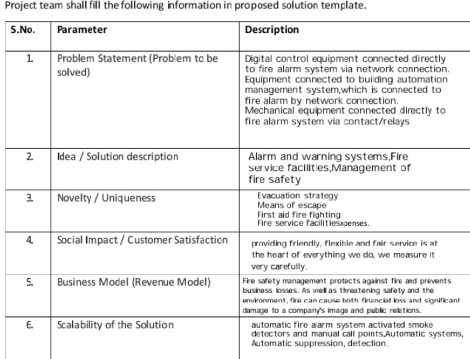 Project team shall fill the following information in proposed solution template.
S.No. Parameter Description
1. Problem Statement (Problem to be solved) Digital control equipment connected directly
to fire alarm system via network connection.
Equipment connected to building automation
management system,which is connected to
fire alarm by network connection.
Mechanical equipment connected directly to
fire alarm system via contact/relays
2. Idea / Solution description Alarm and warning systems,Fire
service facilities,Management of
fire safety
3. Novelty / Uniqueness Evacuation strategy
Means of escape
First aid fire fighting
Fire service facilitiesxpenses.
4. Social Impact / Customer Satisfaction providing friendly, flexible and fair service is at
the heart of everything we do, we measure it
very carefully.
5. Business Model (Revenue Model) Fire safety management protects against fire and prevents
business losses. As well as threatening safety and the
environment, fire can cause both financial loss and significant
damage to a company's image and public relations.
6. Scalability of the Solution automatic fire alarm system activated smoke
detectors and manual call points,Automatic systems,
Automatic suppression, detection.